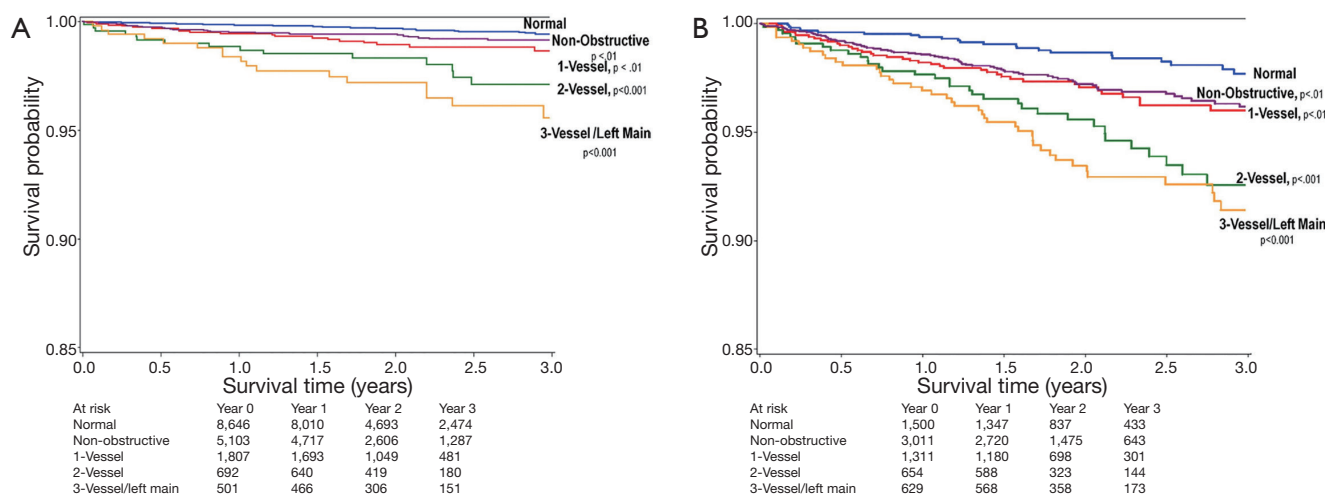 A
Survival probability
1.00
0.95
0.90
0.85
Normal
Non-Obstructive
p <.01
1-Vessel, p < .01
2-Vessel, p<0.001
3-Vessel /Left Main
p<0.001
0.0 0.5 1.0 1.5 2.0 2.5 3.0
Survival time (years)
At risk Year 0 Year 1 Year 2 Year 3
Normal 8,646 8,010 4,693 2,474
Non-obstructive 5,103 4,717 2,606 1,287
1-Vessel 1,807 1,693 1,049 481
2-Vessel 692 640 419 180
3-Vessel/left main 501 466 306 151
B
Survival probability
1.00
0.95
0.90
0.85
Normal
Non-Obstructive, p<.01
1-Vessel, p<.01
2-Vessel, p<.001
3-Vessel/Left Main
p<0.001
0.0 0.5 1.0 1.5 2.0 2.5 3.0
Survival time (years)
At risk Year 0 Year 1 Year 2 Year 3
Normal 1,500 1,347 837 433
Non-obstructive 3,011 2,720 1,475 643
1-Vessel 1,311 1,180 698 301
2-Vessel 654 588 323 144
3-Vessel/left main 629 568 358 173